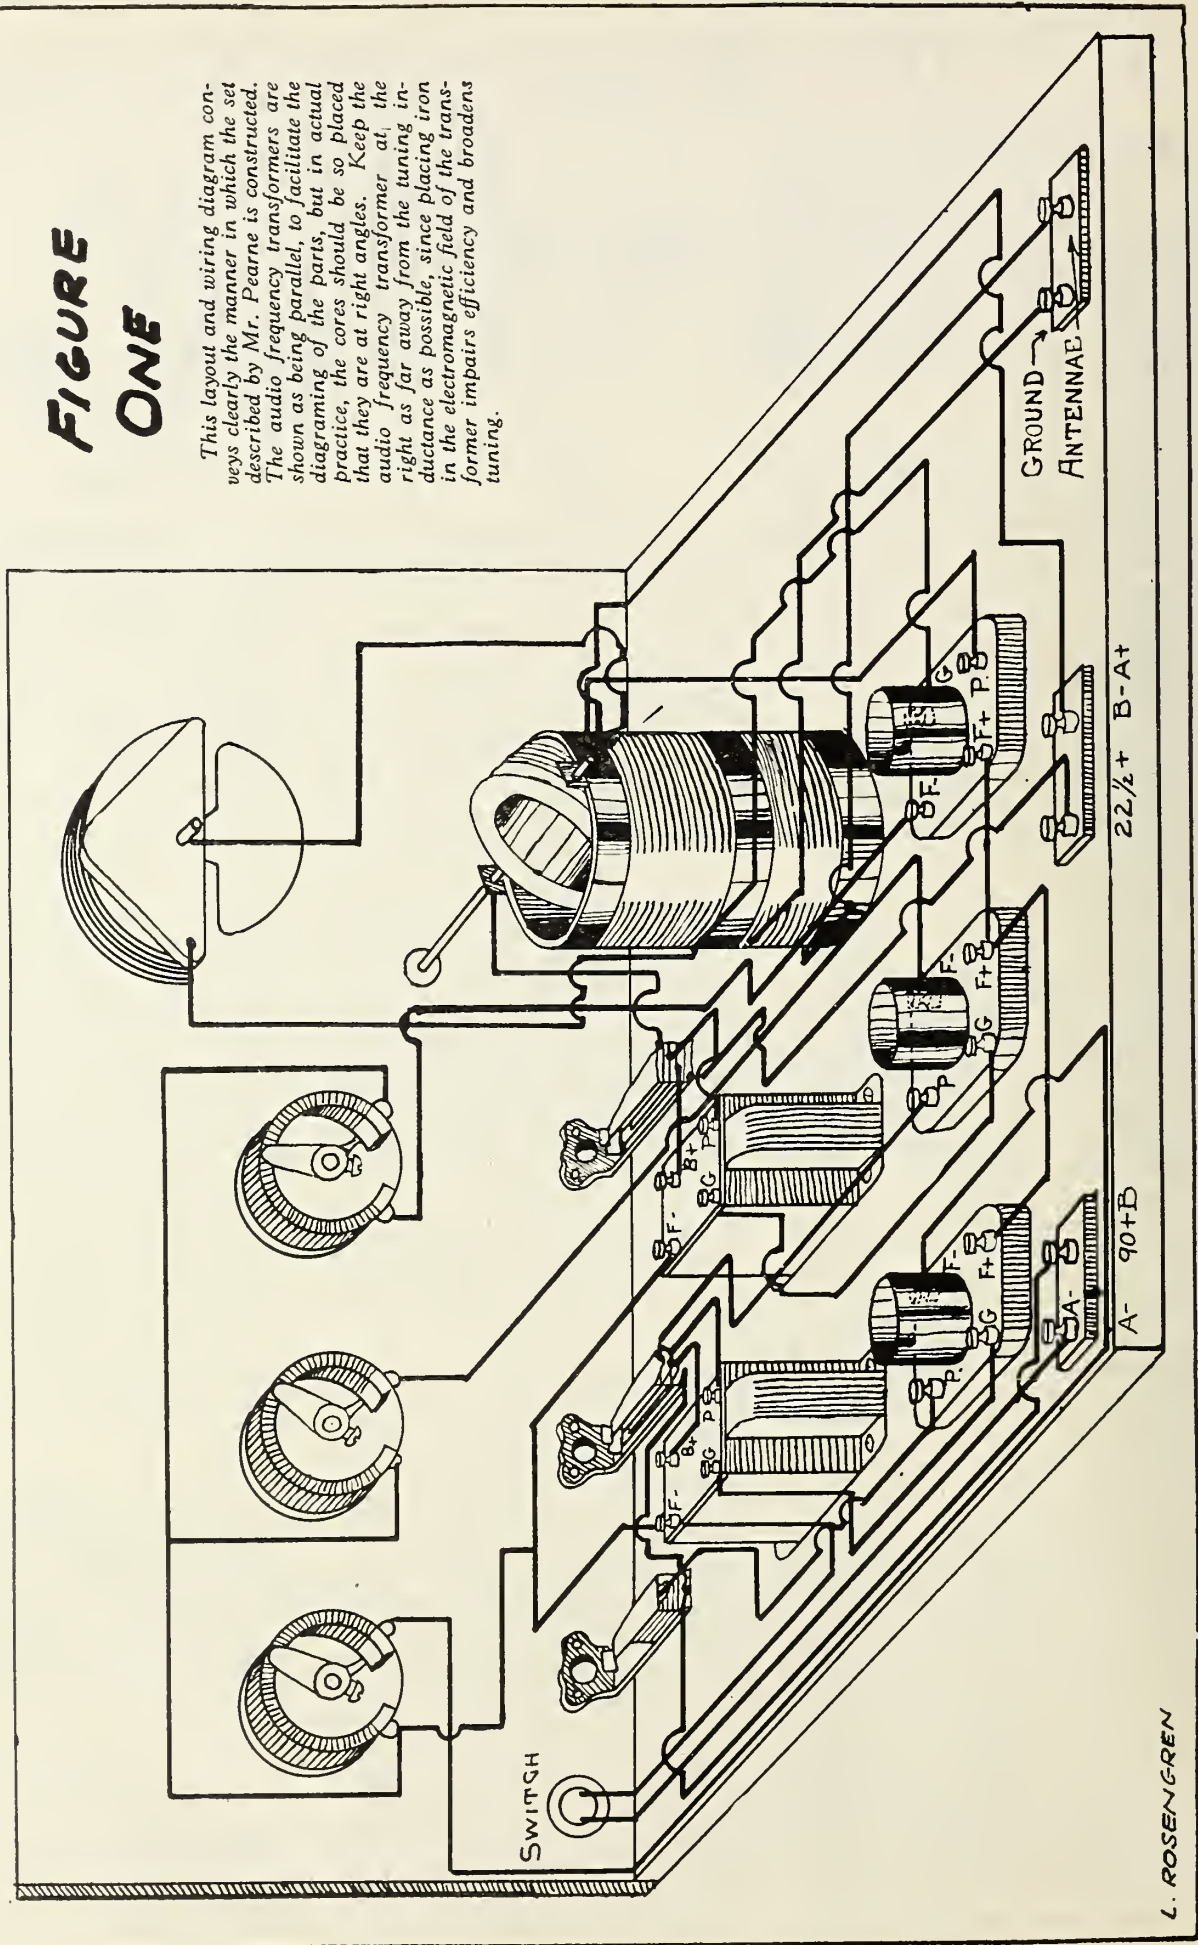 FIGURE
ONE
This layout and wiring diagram con-
veys clearly the manner in which the set
described by Mr. Pearne is constructed.
The audio frequency transformers are
shown as being parallel, to facilitate the
diagraming of the parts, but in actual
practice, the cores should be so placed
that they are at right angles. Keep the
audio frequency transformer at the
right as far away from the tuning in-
ductance as possible, since placing iron
in the electromagnetic field of the trans-
former impairs efficiency and broadens
tuning.
SWITCH
F-
B+
G
P
F-
B+
G
P
P.
F-
G
F+
P
F-
G
F+
F-
G
F+
P.
GROUND
ANTENNAE
A-
A- 90+B
22½+ B-A+
L. ROSENGREN